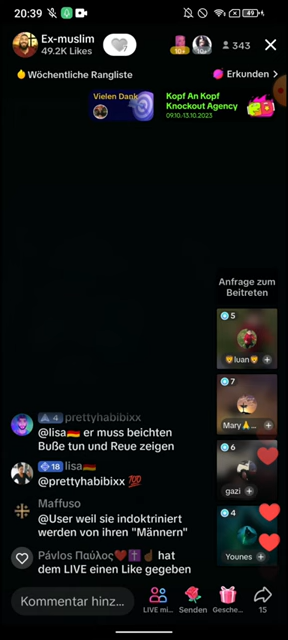 20:39
49
Ex-muslim
49.2K Likes
10+
10+
343
Wöchentliche Rangliste
Erkunden >
Vielen Dank
Kopf An Kopf
Knockout Agency
09.10-13.10.2023
Anfrage zum
Beitreten
5
🦁luan🦁
7
Mary🙏...
6
gazi
4
Younes
4 prettyhabibixx
@lisa🇩🇪 er muss beichten
Buße tun und Reue zeigen
18 lisa🇩🇪
@prettyhabibixx 💯
Maffuso
@User weil sie indoktriniert
werden von ihren "Männern"
Pávlos Παύλος❤️✝️☝🏽 hat
dem LIVE einen Like gegeben
Kommentar hinz...
LIVE mi...
Senden
Gesche...
15